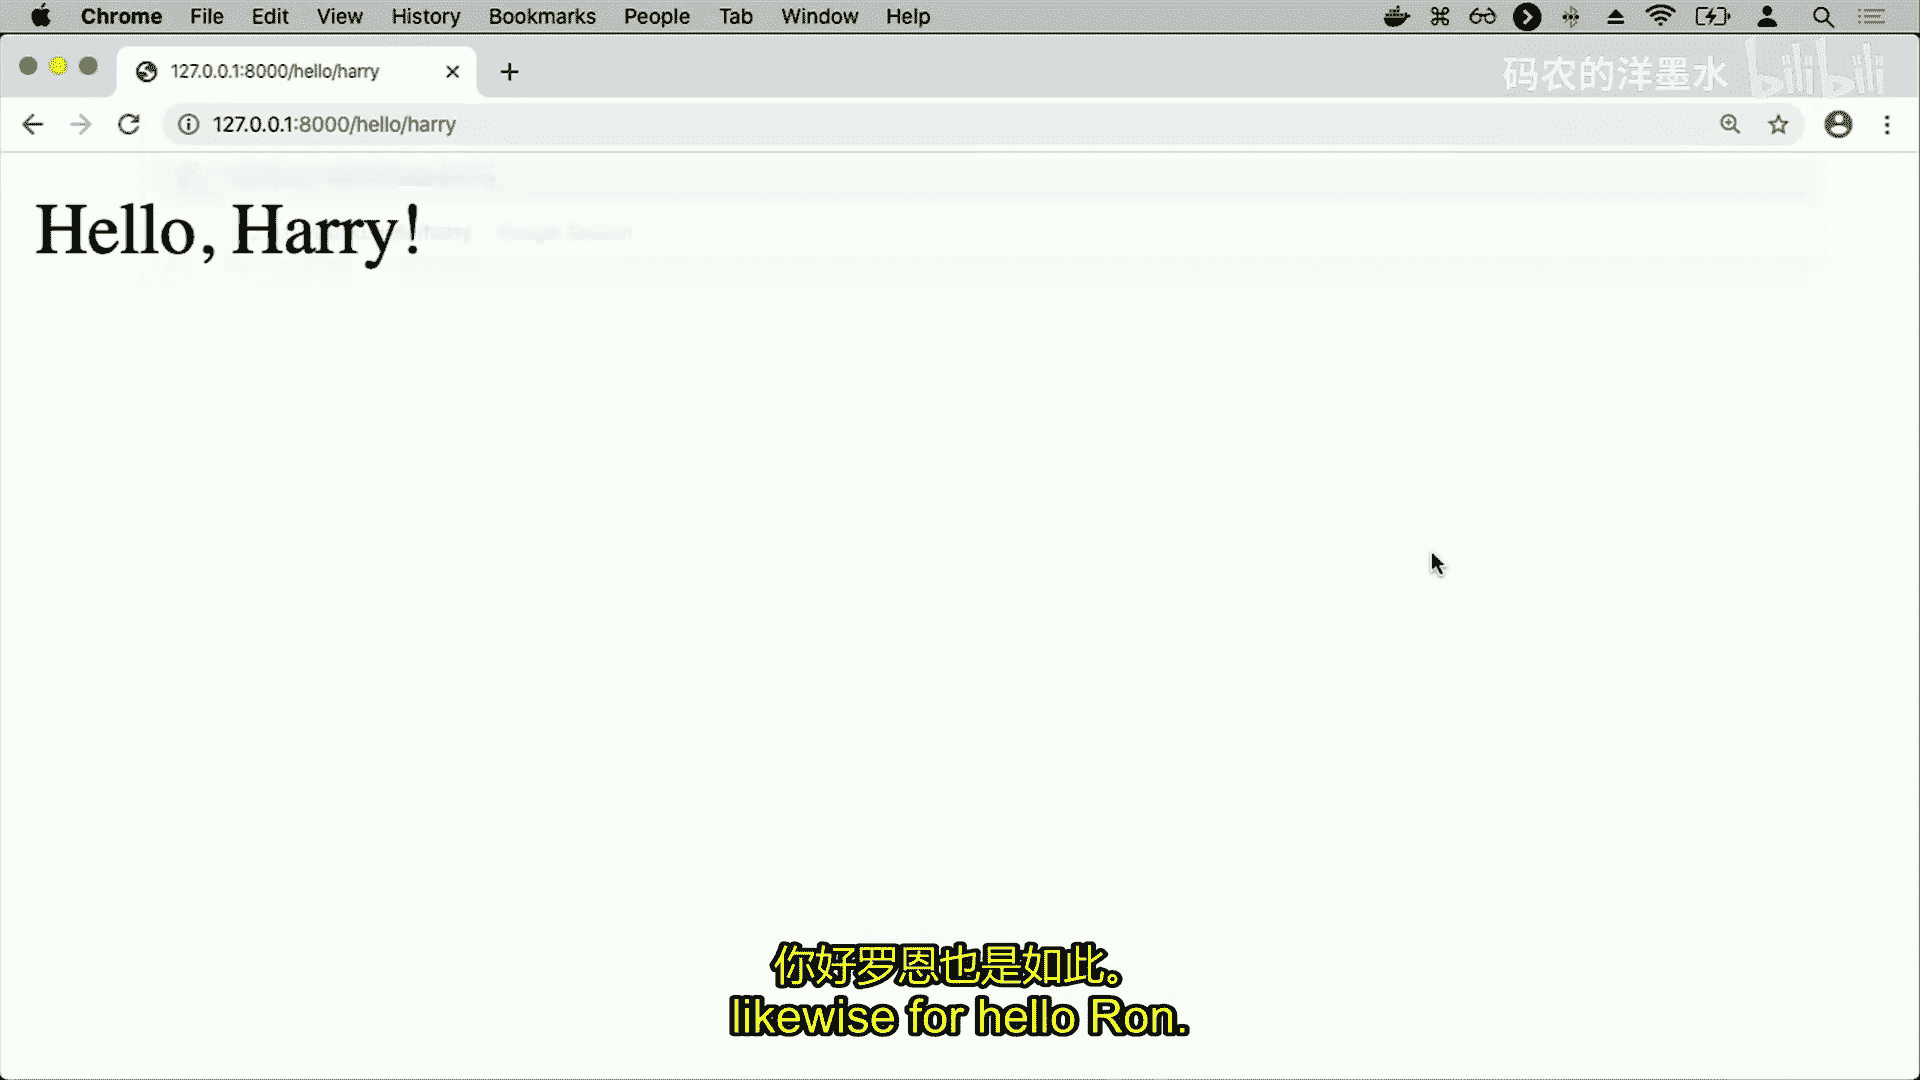 Chrome File Edit View History Bookmarks People Tab Window Help
127.0.0.1:8000/hello/harry
码农的洋墨水 bilibili
127.0.0.1:8000/hello/harry
Hello, Harry!
你好罗恩也是如此。
likewise for hello Ron.